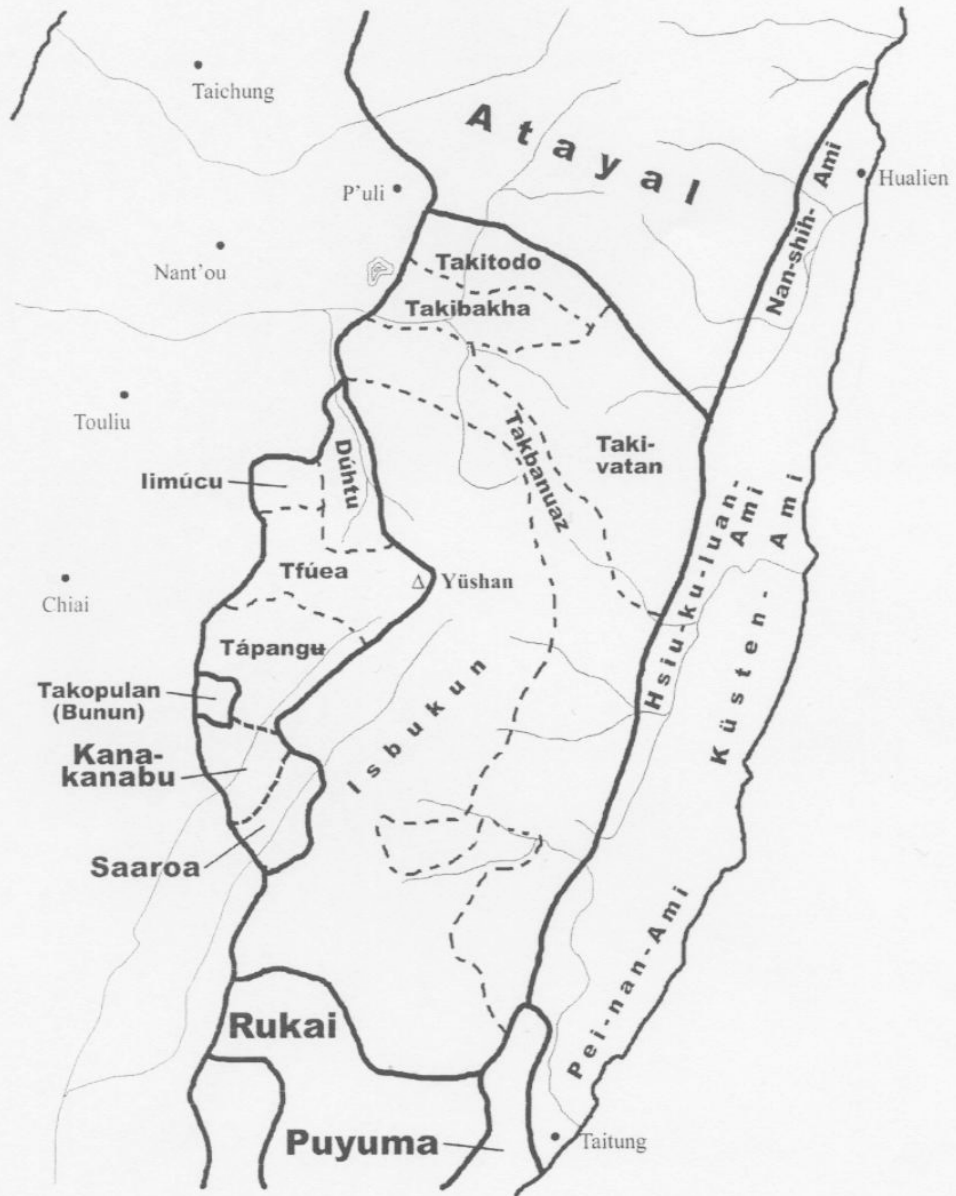 Taichung
Atayal
P'uli
Hualien
Nan-shih-Ami
Nant'ou
Takitodo
Takibakha
Touliu
Dúhtu
Takbanuaz
Taki-
vatan
Iimúcu
Hsiu-ku-luan-
Ami
Küsten-
Ami
Tfúea
Yüshan
Chiai
Tápangu
Isbukun
Takopulan
(Bunun)
Kana-
kanabu
Saaroa
Pei-nan-Ami
Rukai
Puyuma
Taitung